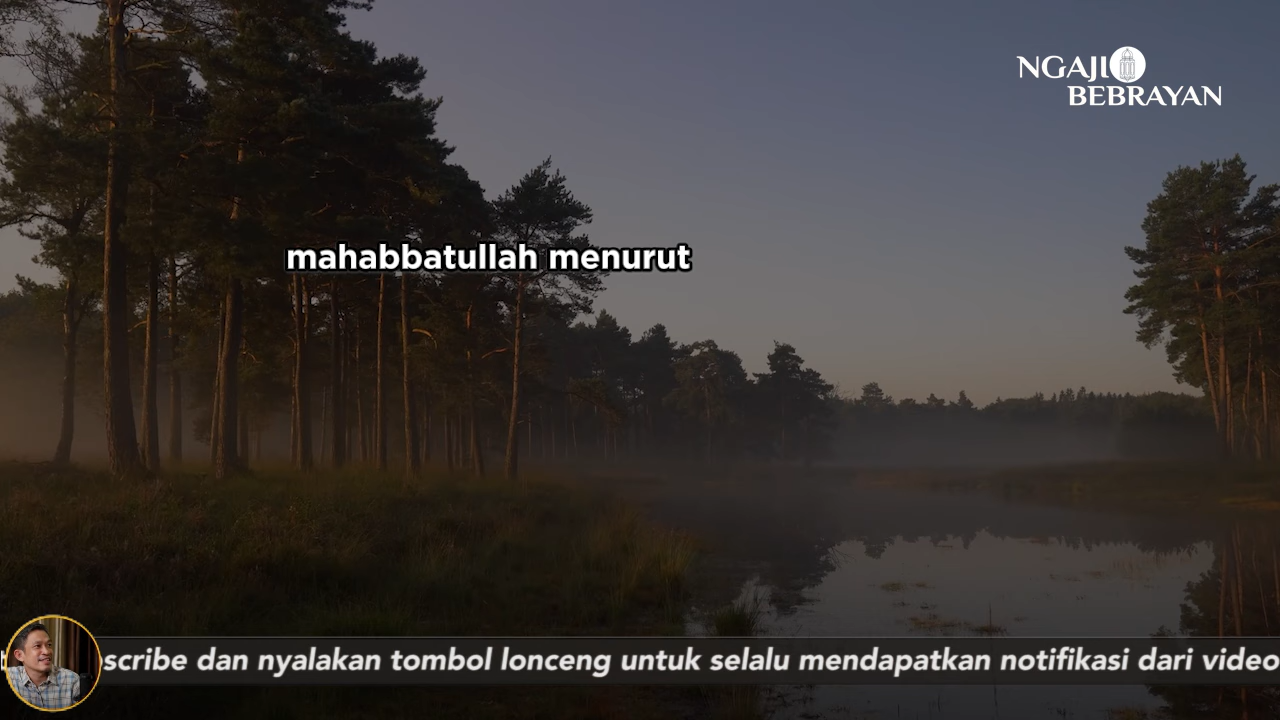 NGAJI
BEBRAYAN
mahabbatullah menurut
scribe dan nyalakan tombol lonceng untuk selalu mendapatkan notifikasi dari video